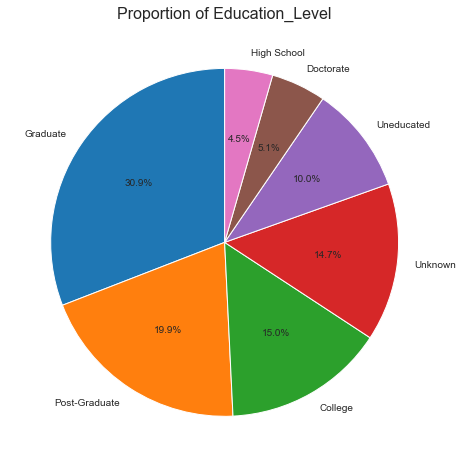 Proportion of Education_Level
High School
Doctorate
Graduate
Uneducated
4.5%
5.1%
30.9%
10.0%
14.7%
Unknown
19.9%
15.0%
Post-Graduate
College